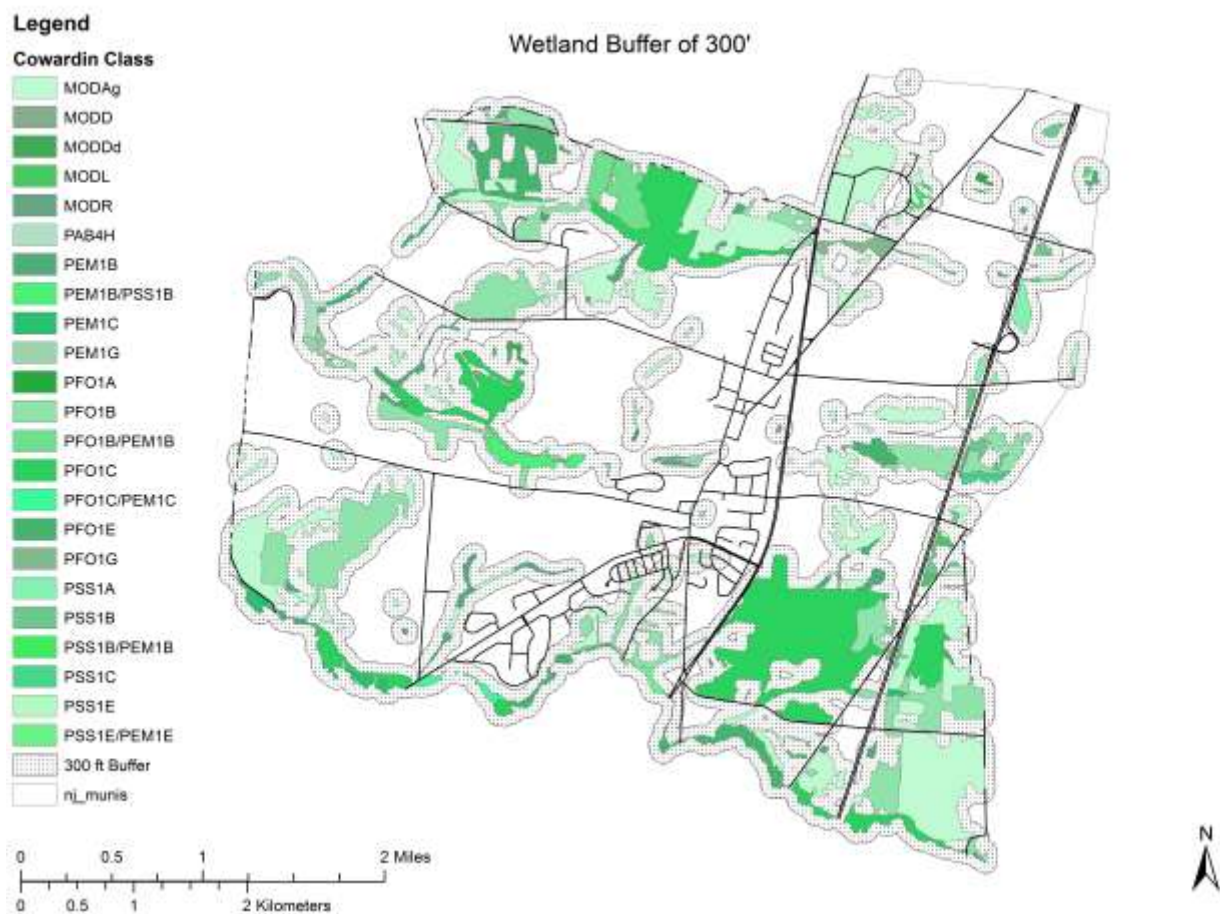 Legend
Wetland Buffer of 300'
Cowardin Class
MODAg
MODD
MODDd
MODL
MODR
PAB4H
PEM1B
PEM1B/PSS1B
PEM1C
PEM1G
PFO1A
PFO1B
PFO1B/PEM1B
PFO1C
PFO1C/PEM1C
PFO1E
PFO1G
PSS1A
PSS1B
PSS1B/PEM1B
PSS1C
PSS1E
PSS1E/PEM1E
300 ft Buffer
nj_munis
N
0 0.5 1 2 Miles
0 0.5 1 2 Kilometers